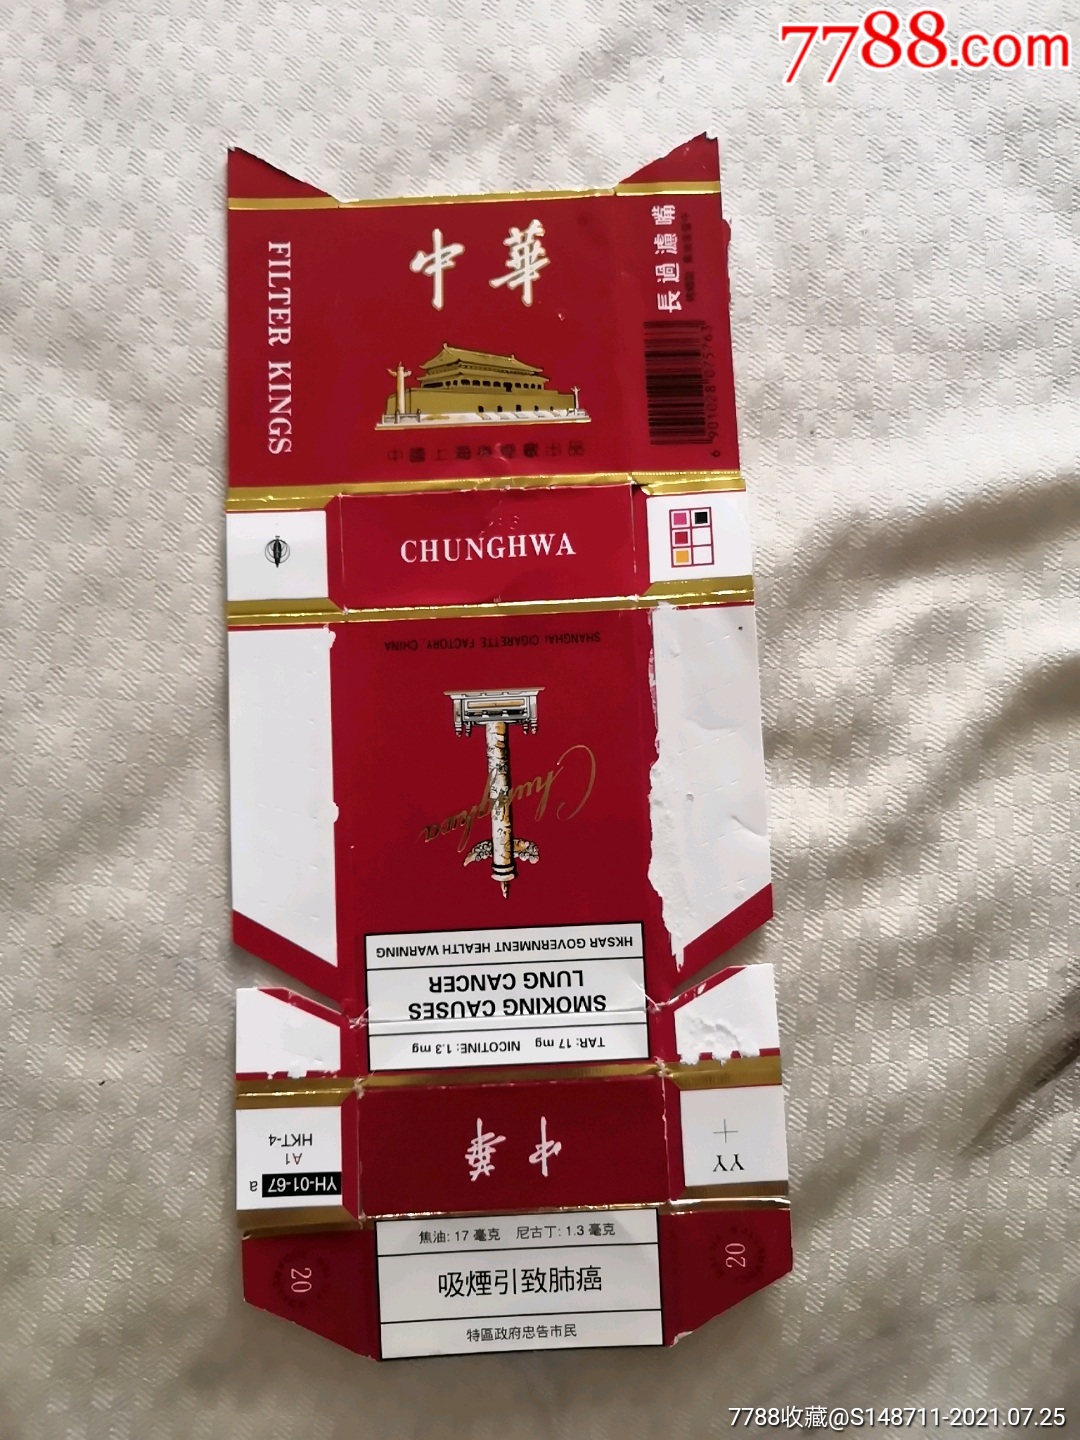 7788.com
中華
FILTER KINGS
長過濾嘴
6 901028 075763
CHUNGHWA
SHANGHAI CIGARETTE FACTORY, CHINA
Chunghwa
HKSAR GOVERNMENT HEALTH WARNING
SMOKING CAUSES
LUNG CANCER
TAR: 17 mg NICOTINE: 1.3 mg
中華
HKT-4
A1
YH-01-67 a
YY
焦油: 17 毫克 尼古丁: 1.3 毫克
吸煙引致肺癌
特區政府忠告市民
20
20
7788收藏@S148711-2021.07.25